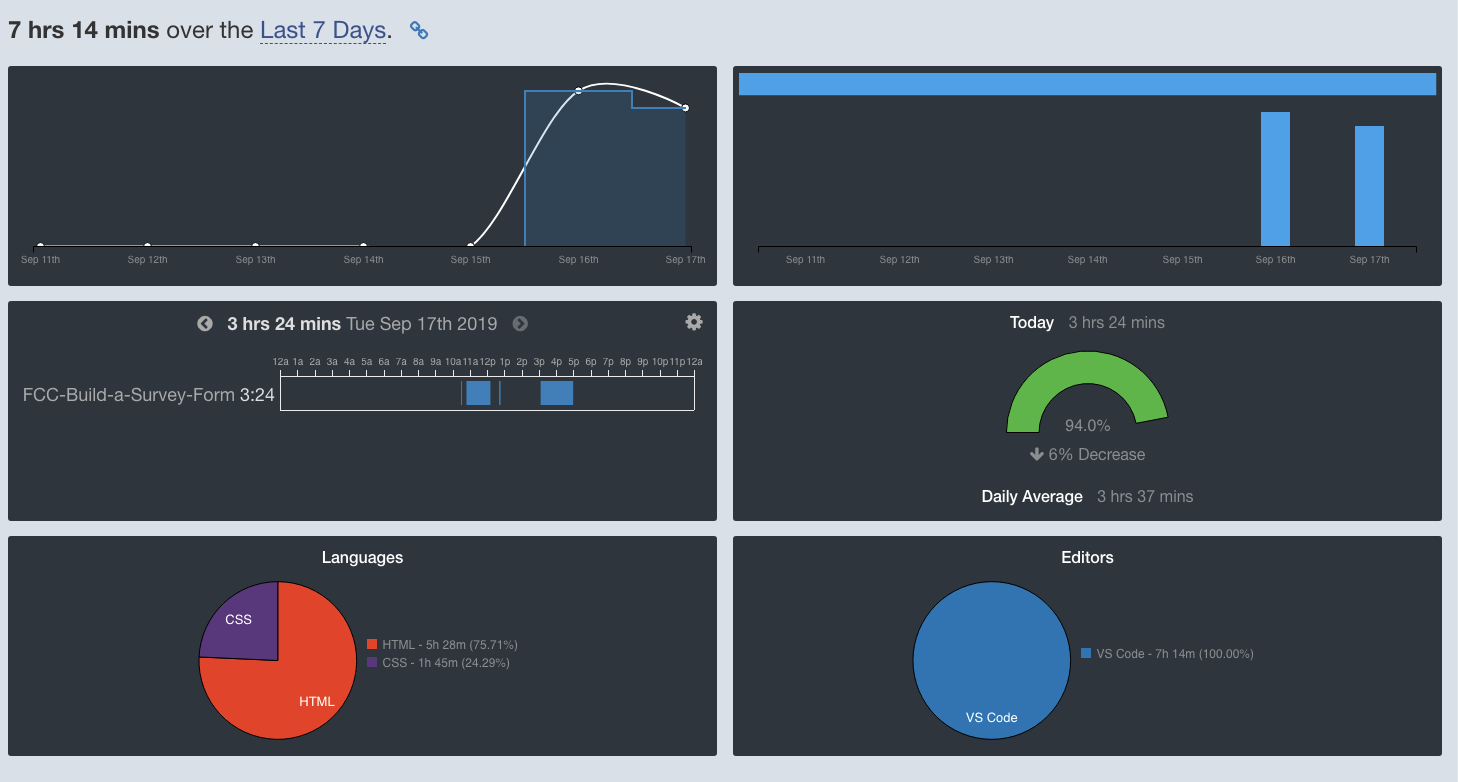 7 hrs 14 mins over the Last 7 Days.
Sep 11th Sep 12th Sep 13th Sep 14th Sep 15th Sep 16th Sep 17th
Sep 11th Sep 12th Sep 13th Sep 14th Sep 15th Sep 16th Sep 17th
3 hrs 24 mins Tue Sep 17th 2019
12a 1a 2a 3a 4a 5a 6a 7a 8a 9a 10a 11a 12p 1p 2p 3p 4p 5p 6p 7p 8p 9p 10p 11p 12a
FCC-Build-a-Survey-Form 3:24
Today 3 hrs 24 mins
94.0%
6% Decrease
Daily Average 3 hrs 37 mins
Languages
CSS
HTML - 5h 28m (75.71%)
CSS - 1h 45m (24.29%)
HTML
Editors
VS Code - 7h 14m (100.00%)
VS Code